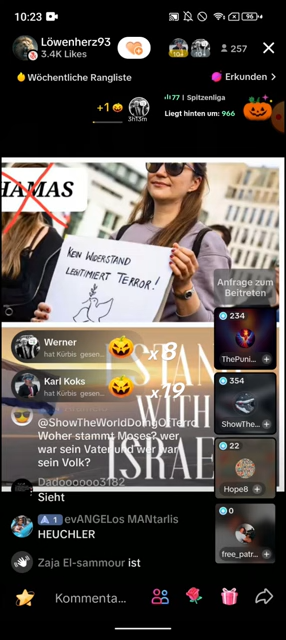 10:23
96
Löwenherz93
3.4K Likes
257
Wöchentliche Rangliste
Erkunden >
+1
3h13m
77 | Spitzenliga
Liegt hinten um: 966
HAMAS
KEIN WIDERSTAND
LEGITIMIERT TERROR!
Anfrage zum
Beitreten
234
ThePuni...
Werner
hat Kürbis gesen...
x8
I STAND
WITH
ISRAEL
Karl Koks
hat Kürbis gesen...
x19
354
ShowThe...
@ShowTheWorldDoingOfTerro
Woher stammt Moses? wer
war sein Vater und wer war
sein Volk?
22
Hope8
Dadoooooo3182
Sieht
0
free_patr...
1 evANGELos MANtarlis
HEUCHLER
Zaja El-sammour ist
Kommenta...